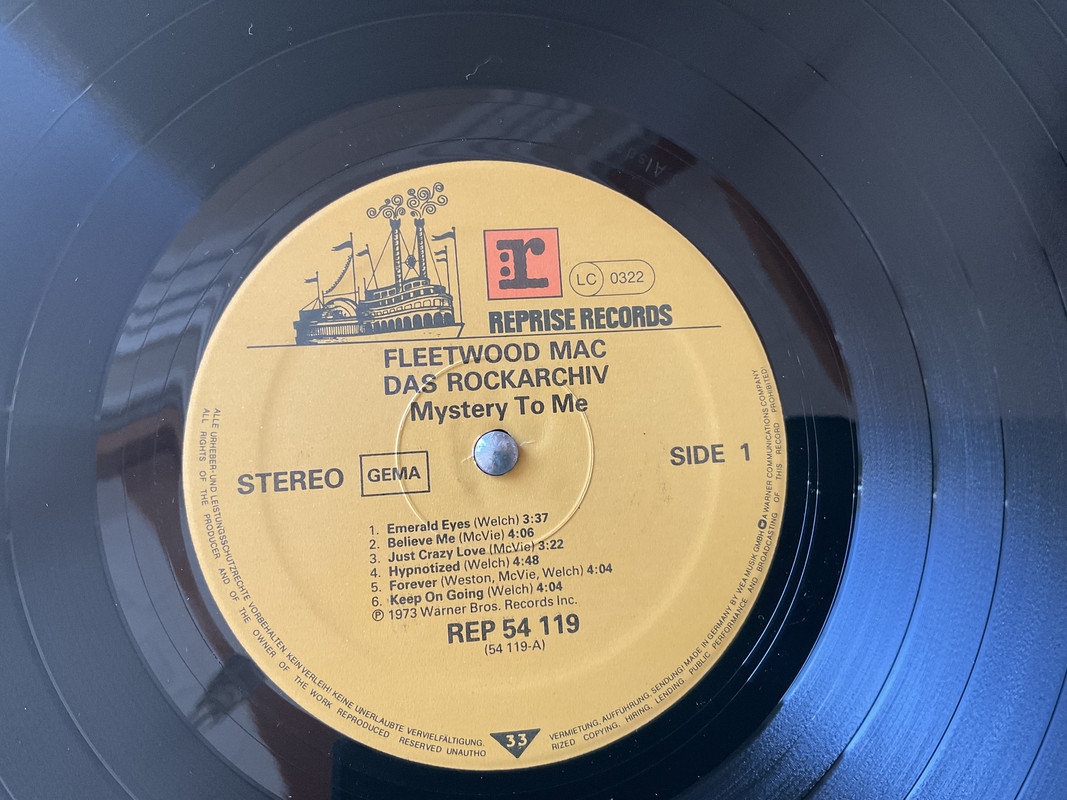 r
LC 0322
REPRISE RECORDS
FLEETWOOD MAC
DAS ROCKARCHIV
Mystery To Me
STEREO GEMA
SIDE 1
1. Emerald Eyes (Welch) 3:37
2. Believe Me (McVie) 4:06
3. Just Crazy Love (McVie) 3:22
4. Hypnotized (Welch) 4:48
5. Forever (Weston, McVie, Welch) 4:04
6. Keep On Going (Welch) 4:04
℗ 1973 Warner Bros. Records Inc.
REP 54 119
(54 119-A)
33
ALLE URHEBER-UND LEISTUNGSSCHUTZRECHTE VORBEHALTEN KEIN VERLEIH! KEINE UNERLAUBTE VERVIELFÄLTIGUNG. VERMIETUNG, AUFFÜHRUNG, SENDUNG! MADE IN GERMANY BY WEA MUSIK GMBH A WARNER COMMUNICATIONS COMPANY
ALL RIGHTS OF THE PRODUCER AND OF THE OWNER OF THE WORK REPRODUCED RESERVED UNAUTHO RIZED COPYING, HIRING, LENDING, PUBLIC PERFORMANCE AND BROADCASTING OF THIS RECORD PROHIBITED!